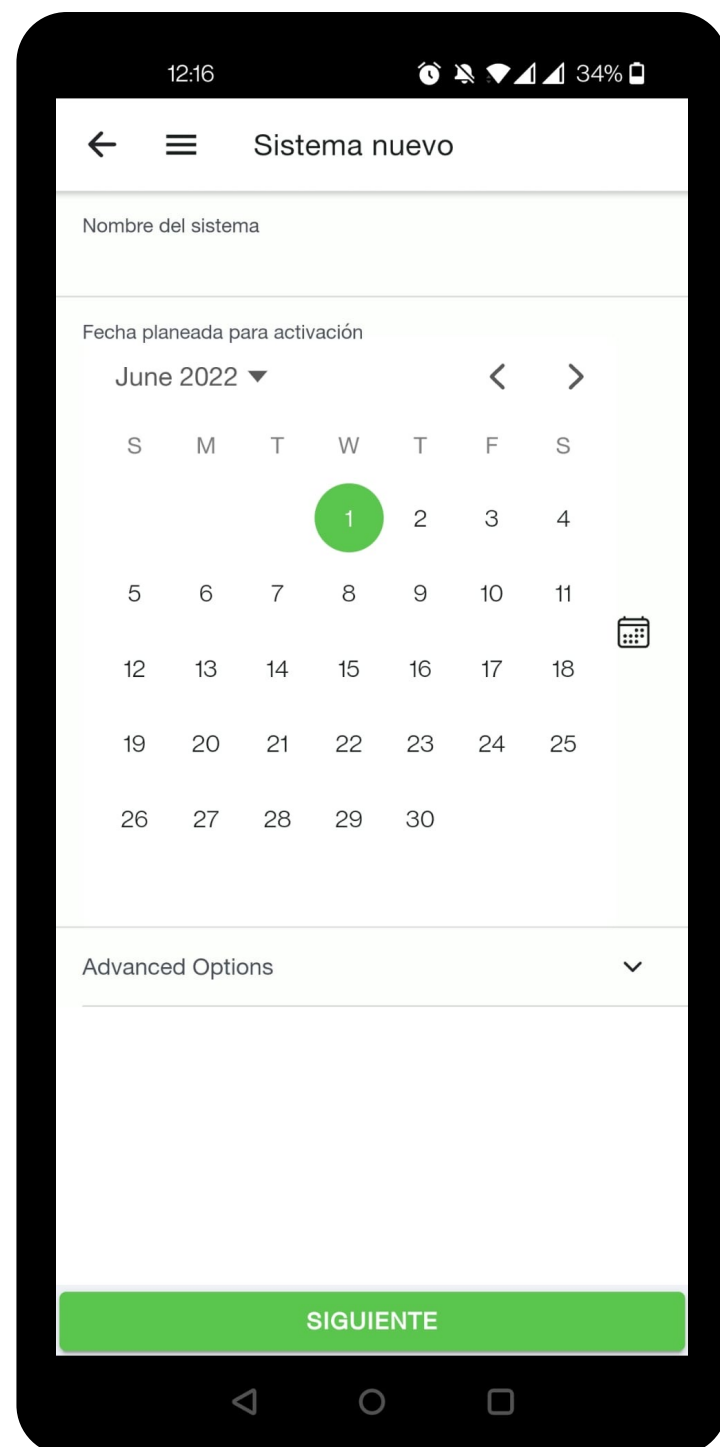 12:16 34%
Sistema nuevo
Nombre del sistema
Fecha planeada para activación
June 2022
S M T W T F S
1 2 3 4
5 6 7 8 9 10 11
12 13 14 15 16 17 18
19 20 21 22 23 24 25
26 27 28 29 30
Advanced Options
SIGUIENTE